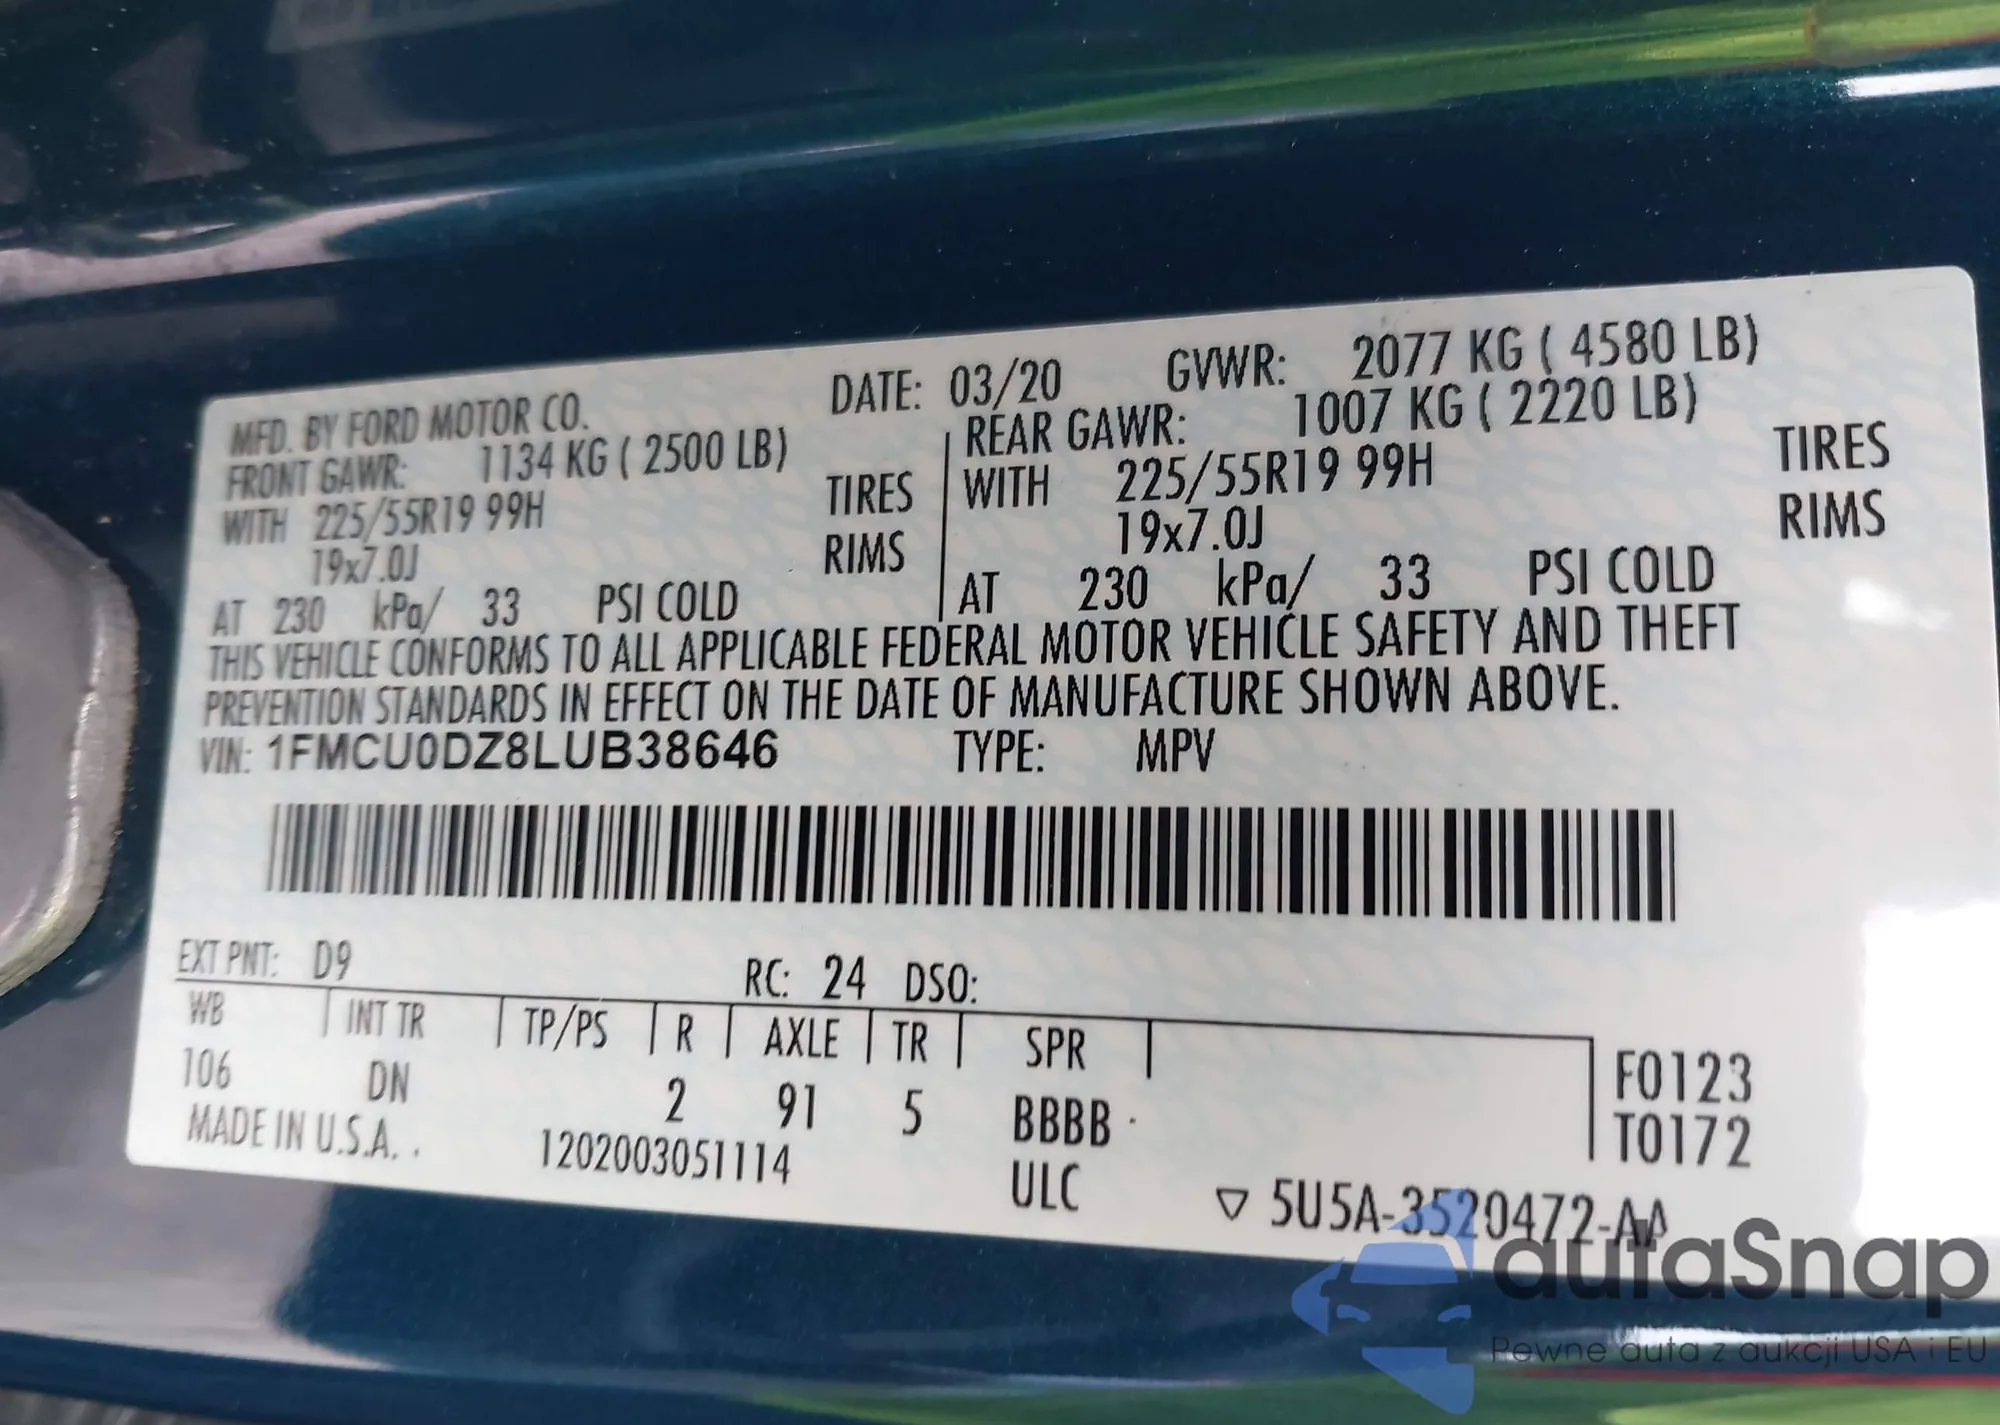 MFD. BY FORD MOTOR CO. DATE: 03/20 GVWR: 2077 KG ( 4580 LB)
FRONT GAWR: 1134 KG ( 2500 LB) REAR GAWR: 1007 KG ( 2220 LB)
WITH 225/55R19 99H TIRES WITH 225/55R19 99H TIRES
19x7.0J RIMS 19x7.0J RIMS
AT 230 kPa/ 33 PSI COLD AT 230 kPa/ 33 PSI COLD
THIS VEHICLE CONFORMS TO ALL APPLICABLE FEDERAL MOTOR VEHICLE SAFETY AND THEFT
PREVENTION STANDARDS IN EFFECT ON THE DATE OF MANUFACTURE SHOWN ABOVE.
VIN: 1FMCU0DZ8LUB38646 TYPE: MPV
EXT PNT: D9 RC: 24 DSO:
WB INT TR TP/PS R AXLE TR SPR F0123
106 DN 2 91 5 BBBB T0172
MADE IN U.S.A. 1202003051114 ULC
5U5A-3520472-AA
autaSnap
Pewne auta z aukcji USA i EU